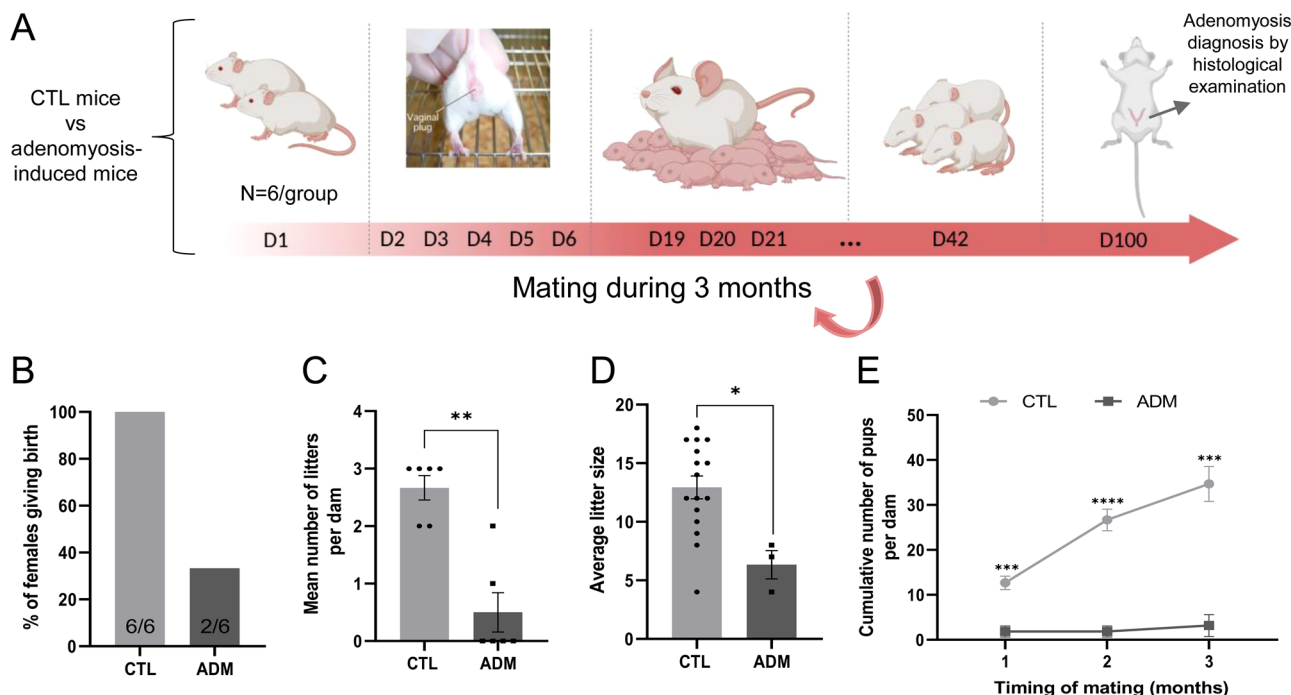 A
CTL mice
vs
adenomyosis-
induced mice
N=6/group
Vaginal
plug
Adenomyosis
diagnosis by
histological
examination
D1
D2 D3 D4 D5 D6
D19 D20 D21
...
D42
D100
Mating during 3 months
B
% of females giving birth
100
80
60
40
20
0
6/6
2/6
CTL
ADM
C
Mean number of litters
per dam
4
3
2
1
0
**
CTL
ADM
D
Average litter size
20
15
10
5
0
*
CTL
ADM
E
CTL
ADM
Cumulative number of pups
per dam
50
40
30
20
10
0
***
****
***
1
2
3
Timing of mating (months)